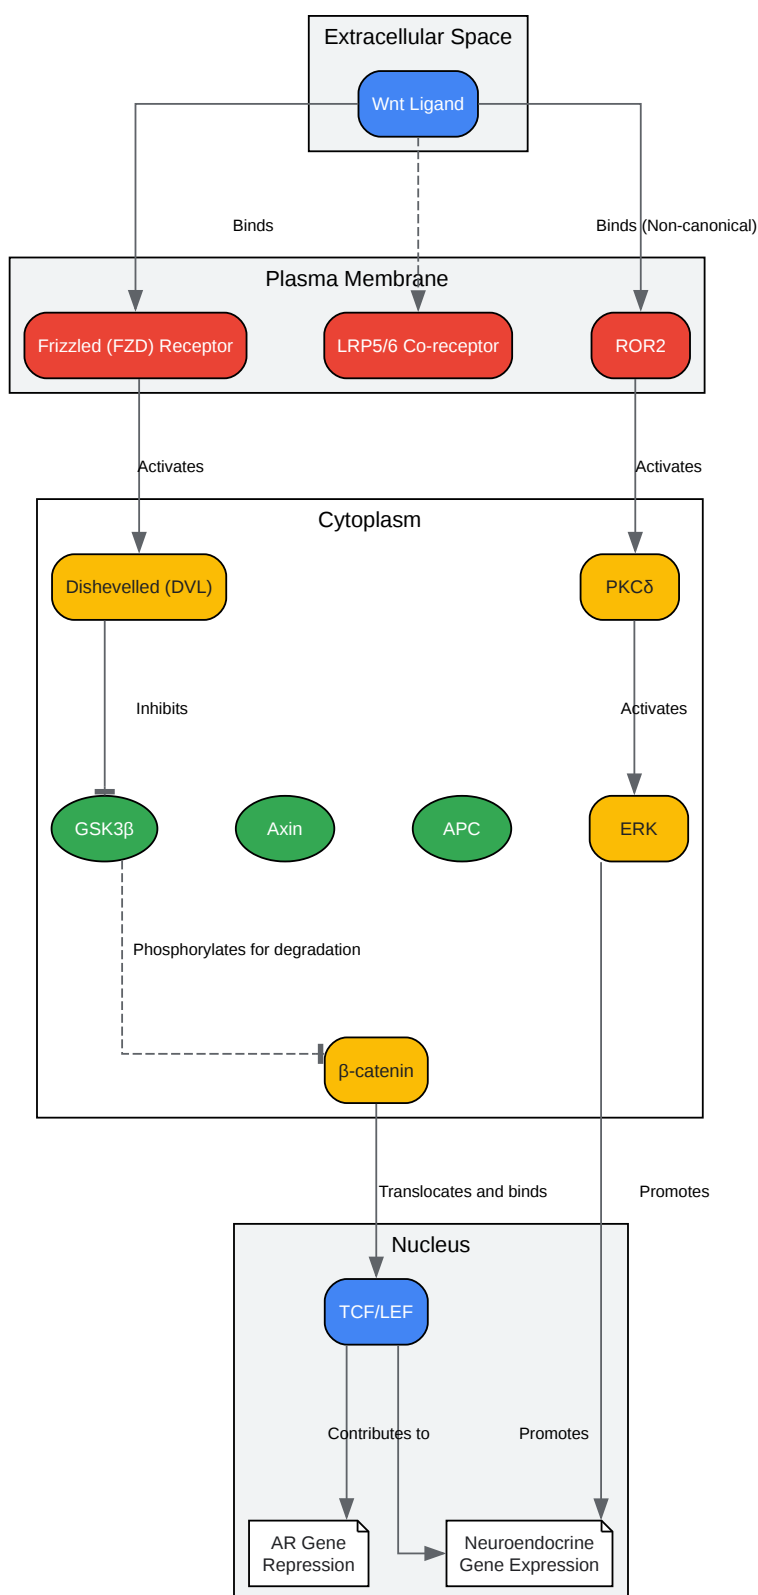 Extracellular Space
Wnt Ligand
Binds
Binds (Non-canonical)
Plasma Membrane
Frizzled (FZD) Receptor
LRP5/6 Co-receptor
ROR2
Activates
Activates
Cytoplasm
Dishevelled (DVL)
PKCδ
Inhibits
Activates
GSK3β
Axin
APC
ERK
Phosphorylates for degradation
β-catenin
Translocates and binds
Promotes
Nucleus
TCF/LEF
Contributes to
Promotes
AR Gene
Repression
Neuroendocrine
Gene Expression